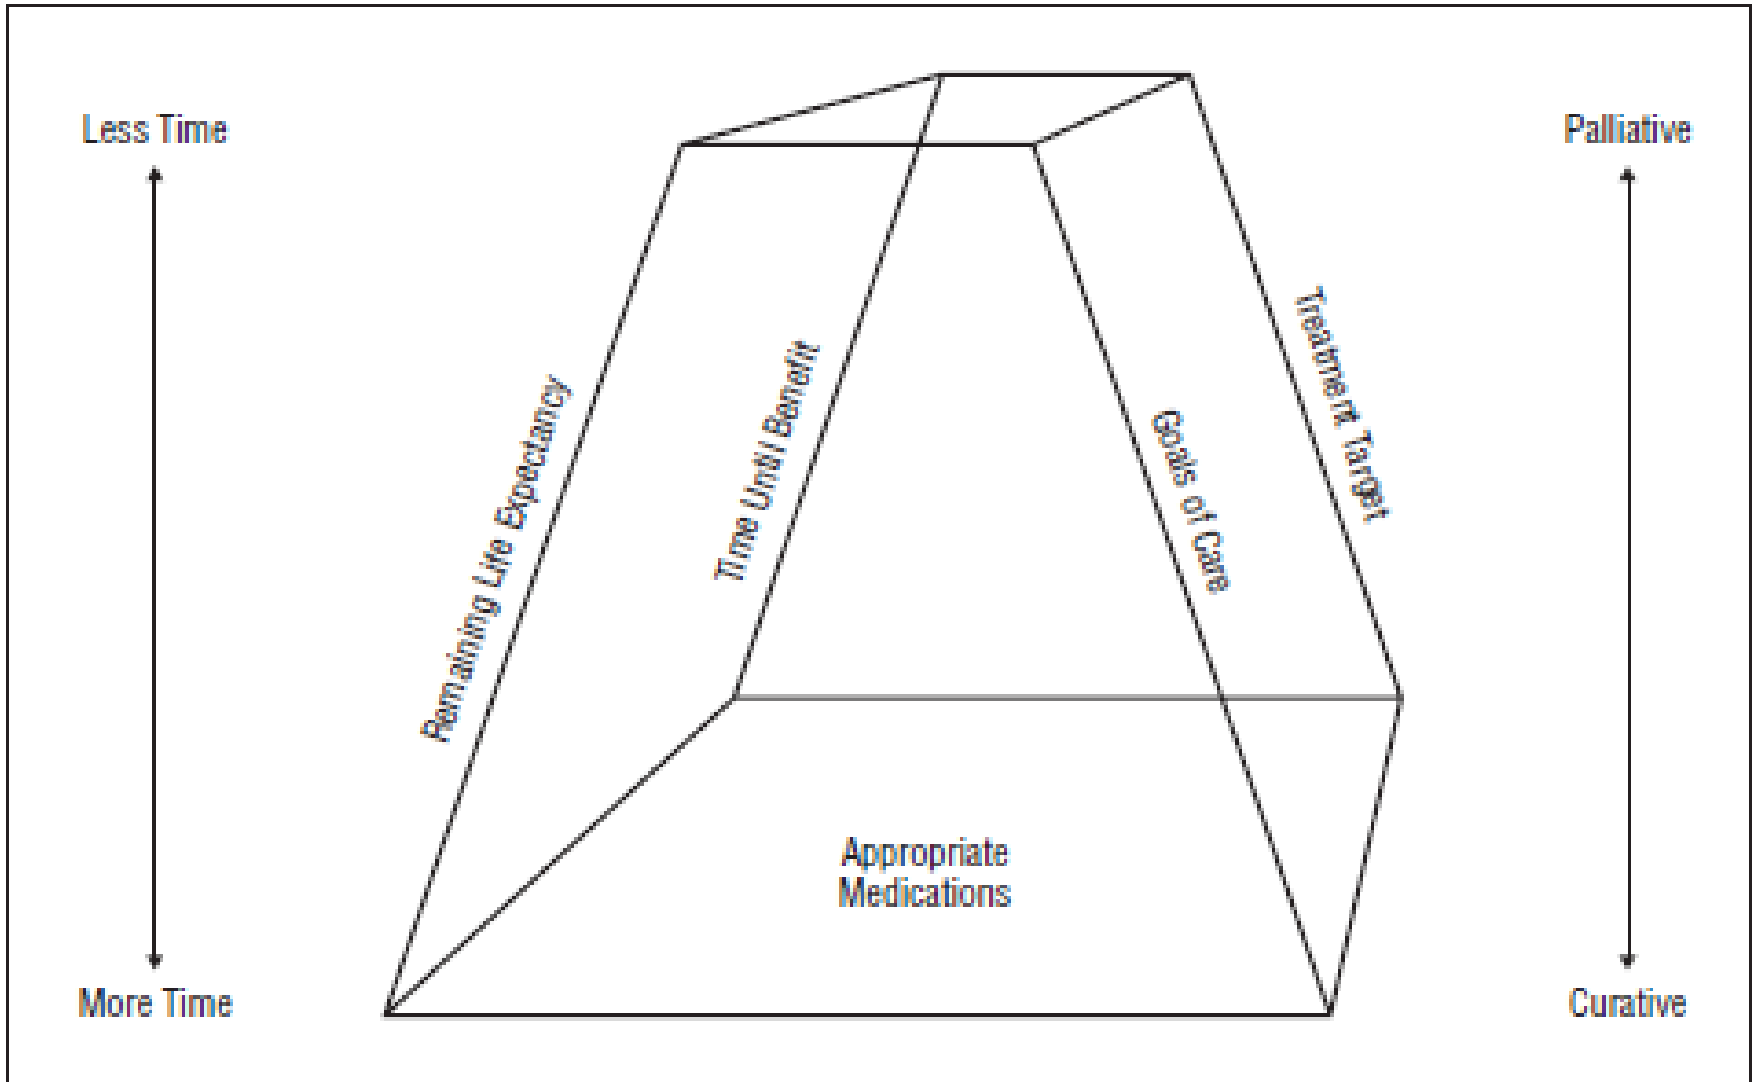 Less Time
Palliative
Remaining Life Expectancy
Time Until Benefit
Goals of Care
Treatment Target
Appropriate
Medications
More Time
Curative